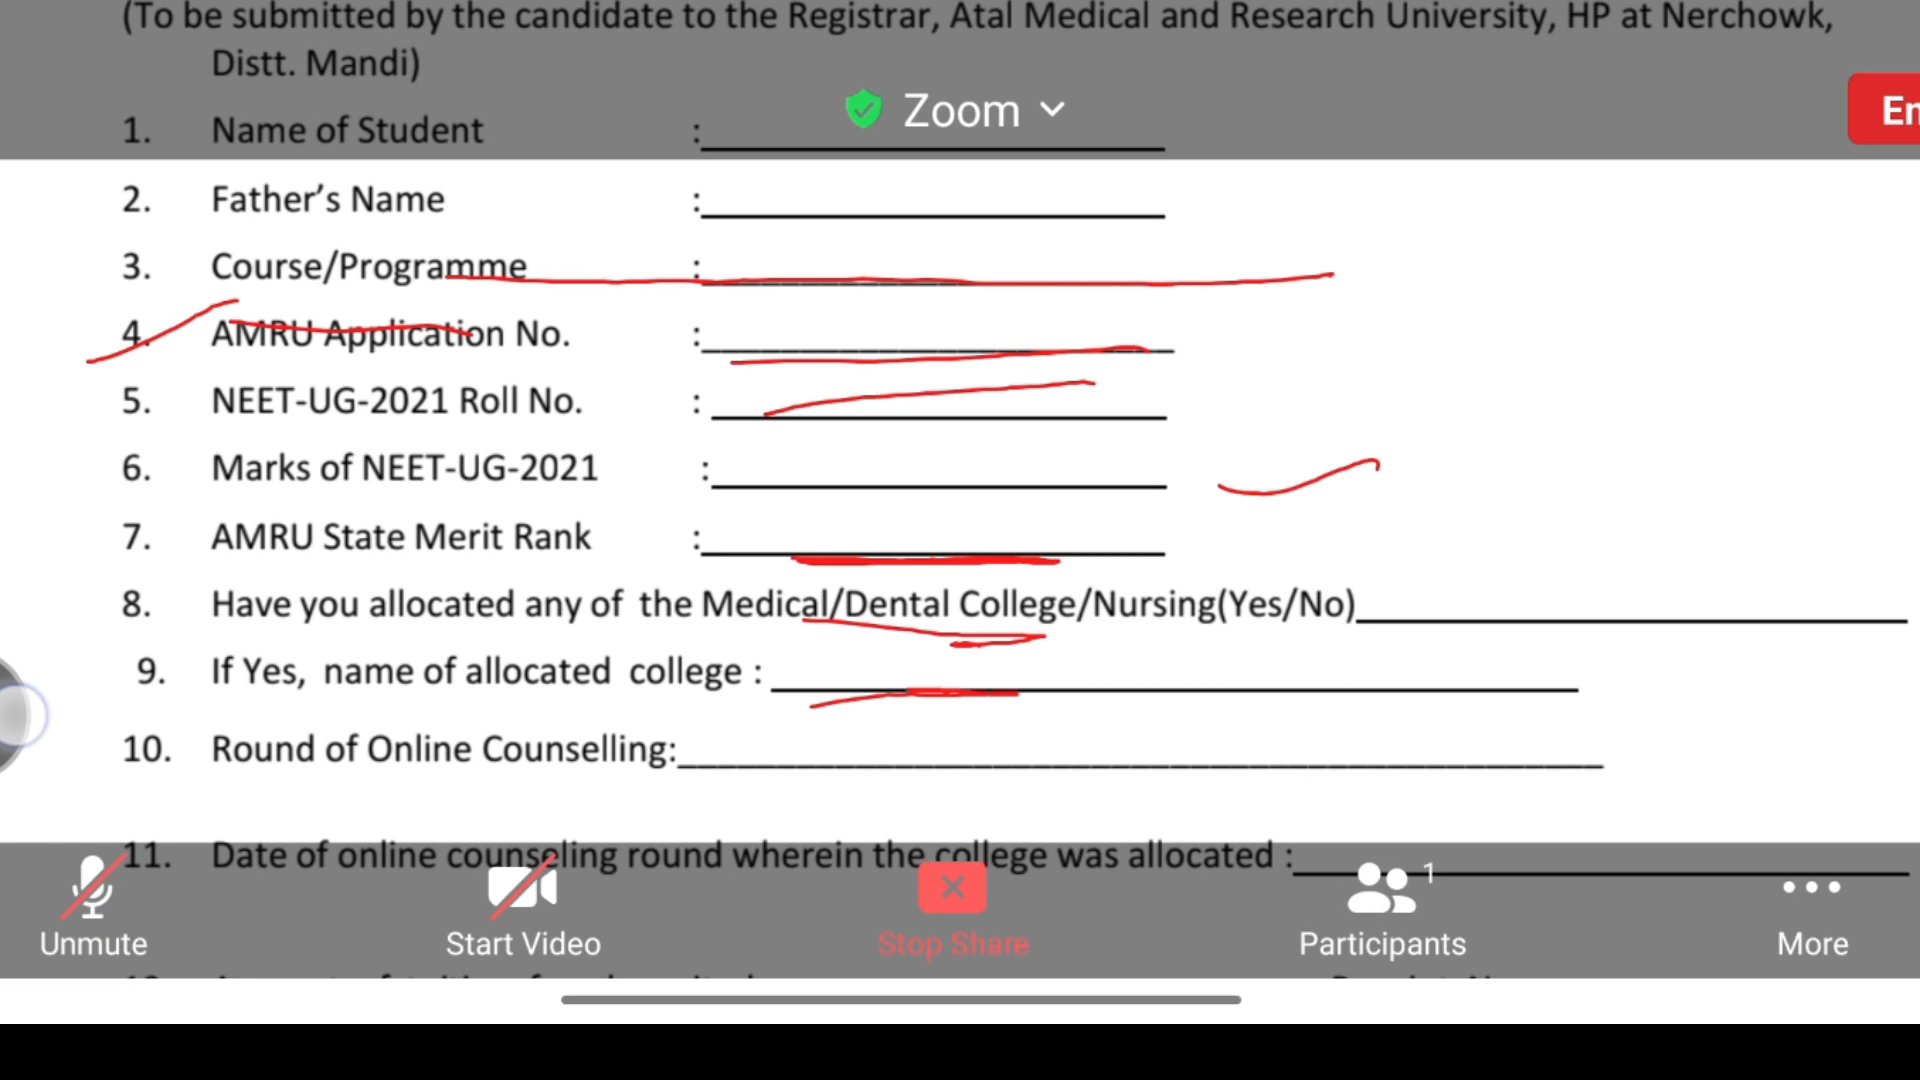 (To be submitted by the candidate to the Registrar, Atal Medical and Research University, HP at Nerchowk,
Distt. Mandi)
Zoom
En
1. Name of Student :
2. Father’s Name :
3. Course/Programme :
4. AMRU Application No. :
5. NEET-UG-2021 Roll No. :
6. Marks of NEET-UG-2021 :
7. AMRU State Merit Rank :
8. Have you allocated any of the Medical/Dental College/Nursing(Yes/No)
9. If Yes, name of allocated college :
10. Round of Online Counselling:
11. Date of online counseling round wherein the college was allocated :
1
Unmute
Start Video
Stop Share
Participants
More